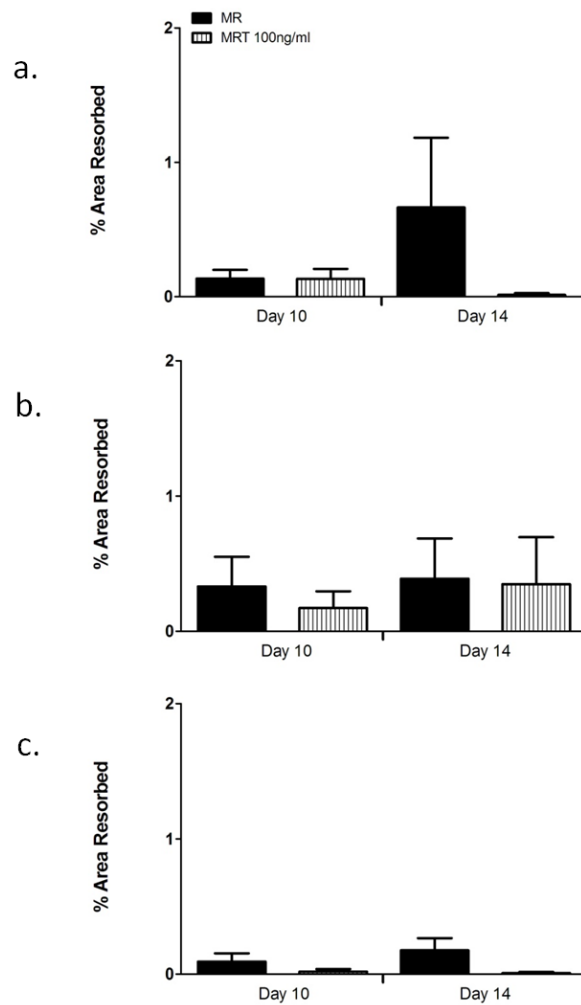 MR
MRT 100ng/ml
a.
% Area Resorbed
2
1
0
Day 10 Day 14
b.
% Area Resorbed
2
1
0
Day 10 Day 14
c.
% Area Resorbed
2
1
0
Day 10 Day 14